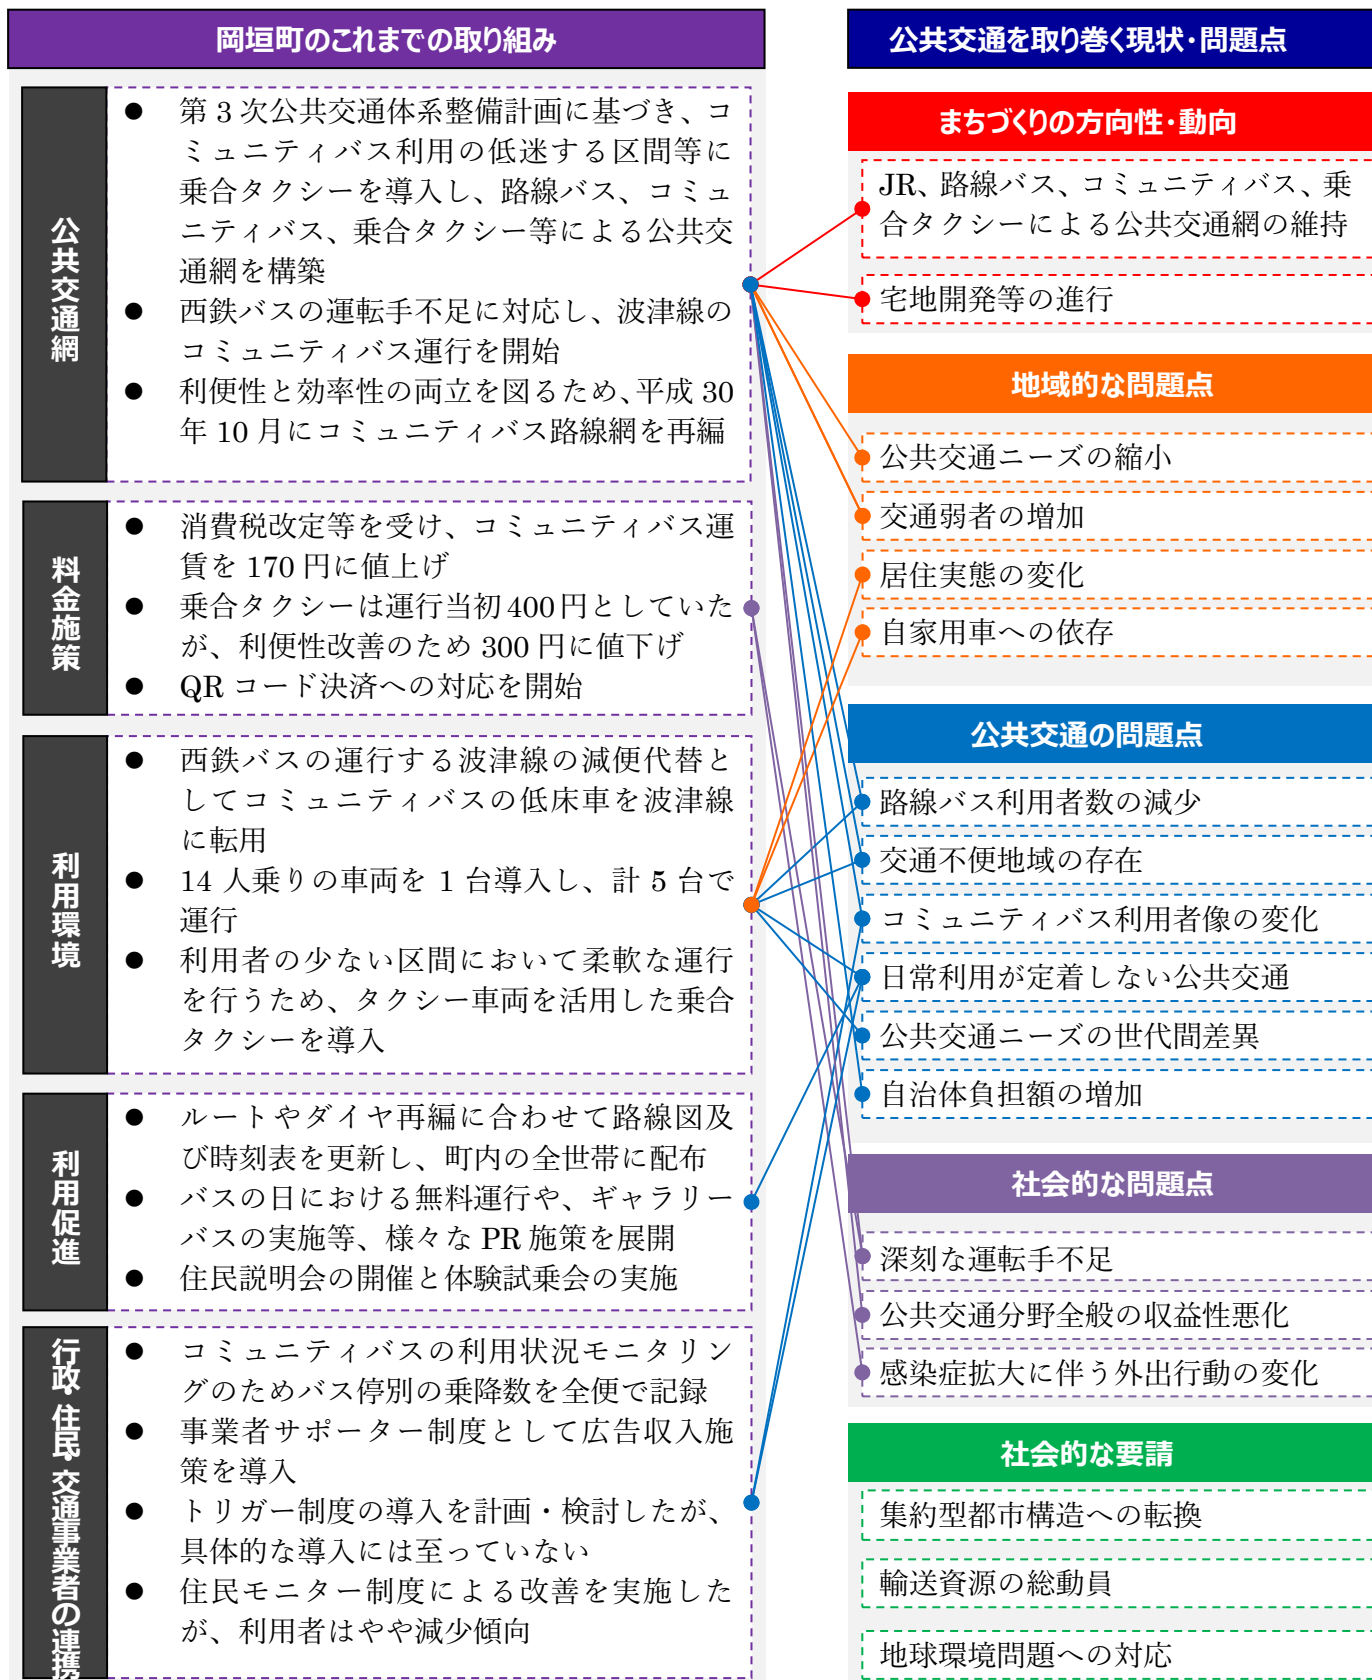 岡垣町のこれまでの取り組み
公共交通網
● 第 3 次公共交通体系整備計画に基づき、コ
ミュニティバス利用の低迷する区間等に
乗合タクシーを導入し、路線バス、コミュ
ニティバス、乗合タクシー等による公共交
通網を構築
● 西鉄バスの運転手不足に対応し、波津線の
コミュニティバス運行を開始
● 利便性と効率性の両立を図るため、平成 30
年 10 月にコミュニティバス路線網を再編
料金施策
● 消費税改定等を受け、コミュニティバス運
賃を 170 円に値上げ
● 乗合タクシーは運行当初 400 円としていた
が、利便性改善のため 300 円に値下げ
● QR コード決済への対応を開始
利用環境
● 西鉄バスの運行する波津線の減便代替と
してコミュニティバスの低床車を波津線
に転用
● 14 人乗りの車両を 1 台導入し、計 5 台で
運行
● 利用者の少ない区間において柔軟な運行
を行うため、タクシー車両を活用した乗合
タクシーを導入
利用促進
● ルートやダイヤ再編に合わせて路線図及
び時刻表を更新し、町内の全世帯に配布
● バスの日における無料運行や、ギャラリー
バスの実施等、様々な PR 施策を展開
● 住民説明会の開催と体験試乗会の実施
行政・住民・交通事業者の連携
● コミュニティバスの利用状況モニタリン
グのためバス停別の乗降数を全便で記録
● 事業者サポーター制度として広告収入施
策を導入
● トリガー制度の導入を計画・検討したが、
具体的な導入には至っていない
● 住民モニター制度による改善を実施した
が、利用者はやや減少傾向
公共交通を取り巻く現状・問題点
まちづくりの方向性・動向
JR、路線バス、コミュニティバス、乗
合タクシーによる公共交通網の維持
宅地開発等の進行
地域的な問題点
公共交通ニーズの縮小
交通弱者の増加
居住実態の変化
自家用車への依存
公共交通の問題点
路線バス利用者数の減少
交通不便地域の存在
コミュニティバス利用者像の変化
日常利用が定着しない公共交通
公共交通ニーズの世代間差異
自治体負担額の増加
社会的な問題点
深刻な運転手不足
公共交通分野全般の収益性悪化
感染症拡大に伴う外出行動の変化
社会的な要請
集約型都市構造への転換
輸送資源の総動員
地球環境問題への対応